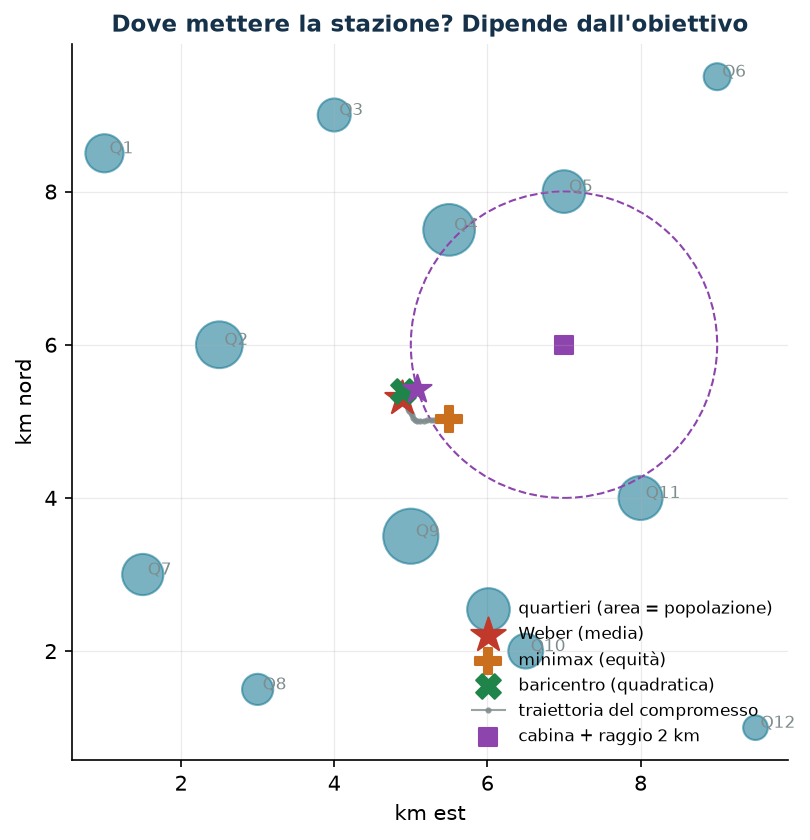 Dove mettere la stazione? Dipende dall'obiettivo
Q6
Q3
Q1
Q5
Q4
8
Q2
6
km nord
Q11
4
Q9
Q7
quartieri (area = popolazione)
Weber (media)
Q10
2
minimax (equità)
Q8
baricentro (quadratica)
traiettoria del compromesso
Q12
cabina + raggio 2 km
2
4
6
8
km est